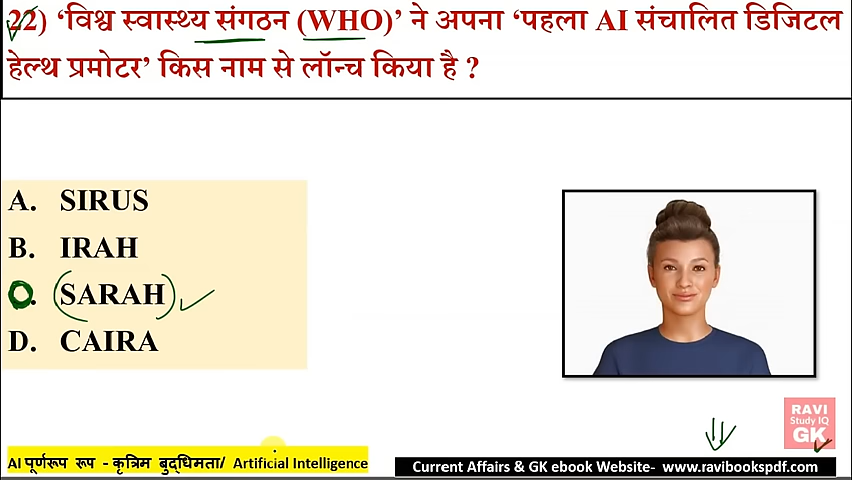 22) ‘विश्व स्वास्थ्य संगठन (WHO)’ ने अपना ‘पहला AI संचालित डिजिटल
हेल्थ प्रमोटर’ किस नाम से लॉन्च किया है ?
A. SIRUS
B. IRAH
C. SARAH
D. CAIRA
RAVI
Study IQ
GK
AI पूर्णरूप रूप - कृत्रिम बुद्धिमता/ Artificial Intelligence
Current Affairs & GK ebook Website- www.ravibookspdf.com